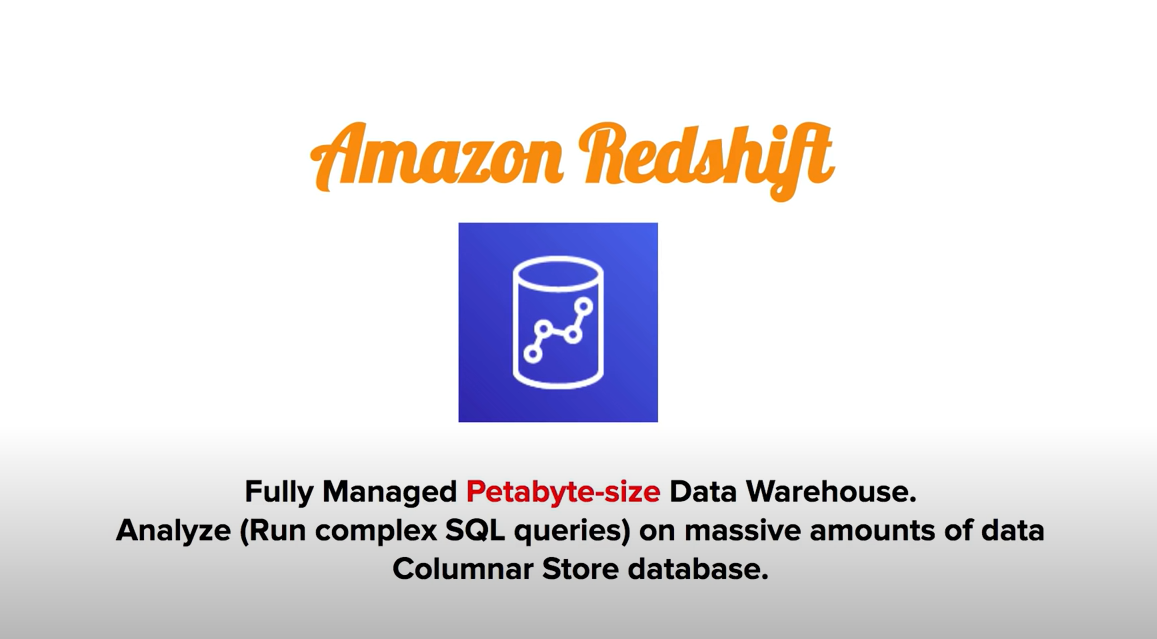 Amazon Redshift
Fully Managed Petabyte-size Data Warehouse.
Analyze (Run complex SQL queries) on massive amounts of data
Columnar Store database.